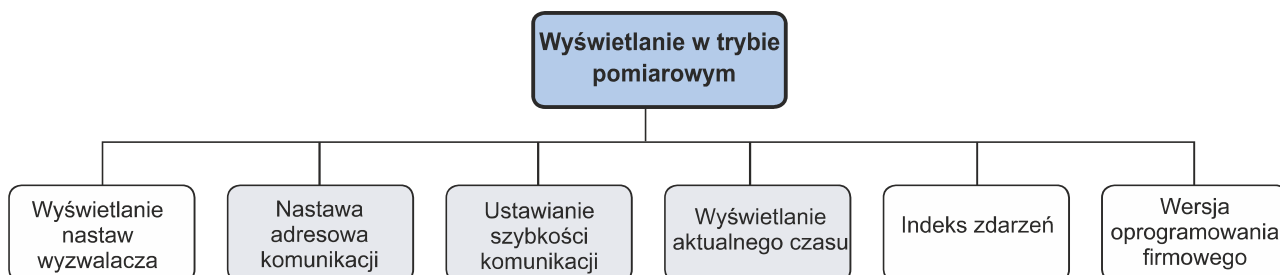 Wyświetlanie w trybie
pomiarowym
Wyświetlanie
nastaw
wyzwalacza
Nastawa
adresowa
komunikacji
Ustawianie
szybkości
komunikacji
Wyświetlanie
aktualnego czasu
Indeks zdarzeń
Wersja
oprogramowania
firmowego